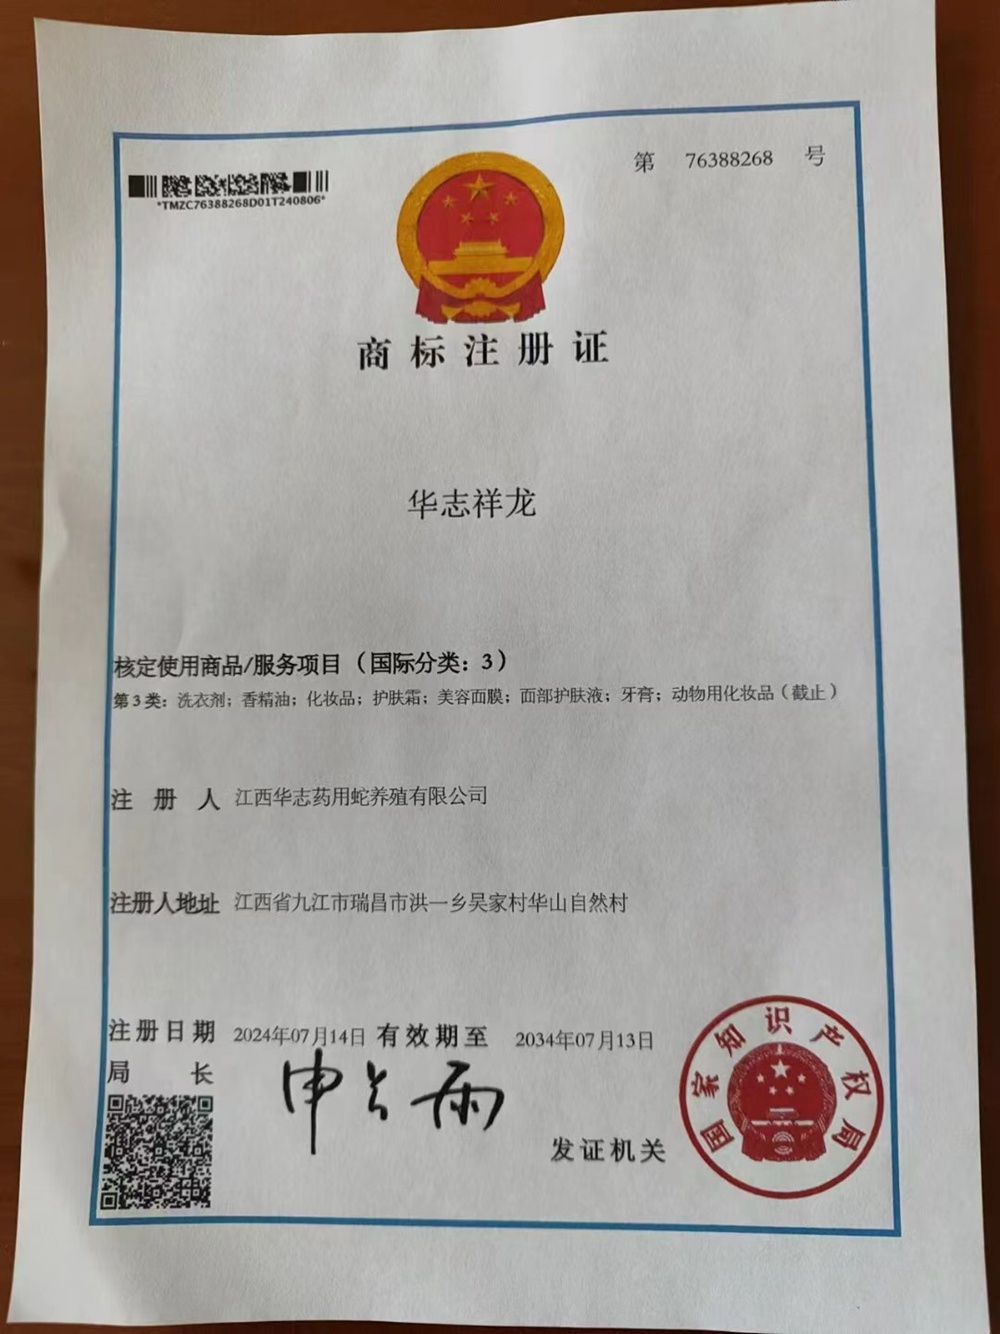 第 76388268 号
*TMZC76388268D01T240806*
商标注册证
华志祥龙
核定使用商品/服务项目（国际分类：3）
第3类：洗衣剂；香精油；化妆品；护肤霜；美容面膜；面部护肤液；牙膏；动物用化妆品（截止）
注册人 江西华志药用蛇养殖有限公司
注册人地址 江西省九江市瑞昌市洪一乡吴家村华山自然村
注册日期 2024年07月14日 有效期至 2034年07月13日
局长 申长雨
发证机关
国家知识产权局